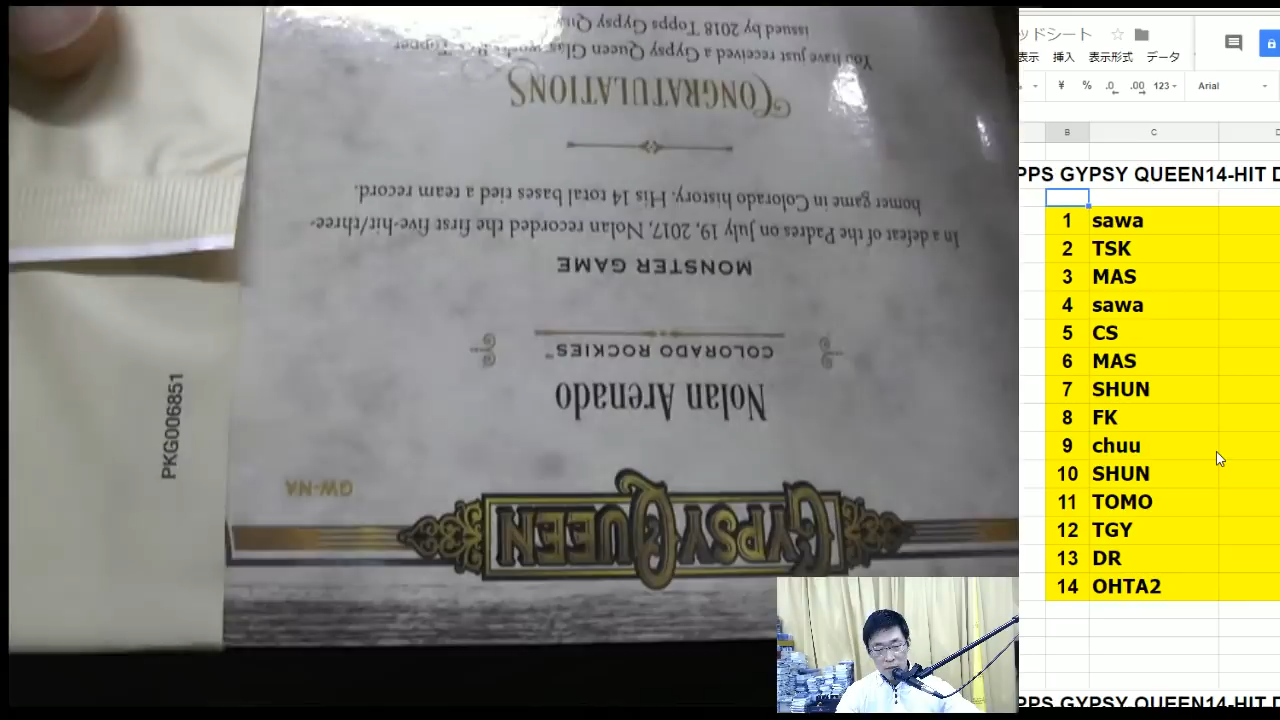 GYPSY QUEEN
GW-NA
Nolan Arenado
COLORADO ROCKIES™
MONSTER GAME
In a defeat of the Padres on July 19, 2017, Nolan recorded the first five-hit/three-
homer game in Colorado history. His 14 total bases tied a team record.
CONGRATULATIONS
You have just received a Gypsy Queen
issued by 2018 Topps Gypsy
PKG006851
ッドシート
表示 挿入 表示形式 データ
¥ % .0 .00 123 Arial
B C D
PPS GYPSY QUEEN14-HIT D
1 sawa
2 TSK
3 MAS
4 sawa
5 CS
6 MAS
7 SHUN
8 FK
9 chuu
10 SHUN
11 TOMO
12 TGY
13 DR
14 OHTA2
PPS GYPSY QUEEN14-HIT D